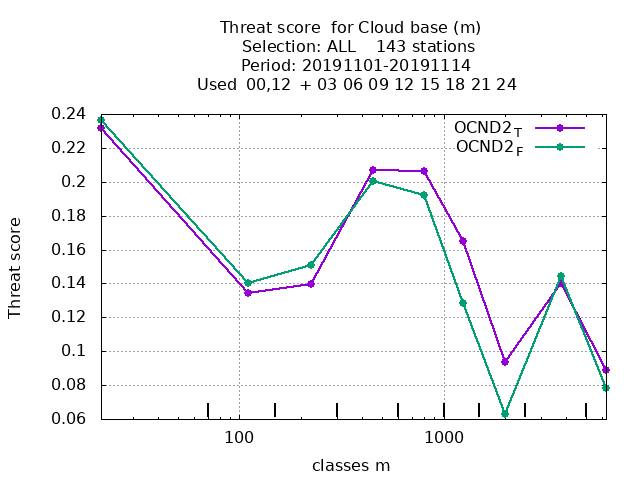 Threat score  for Cloud base (m)
Selection: ALL    143 stations
Period: 20191101-20191114
Used  00,12  + 03 06 09 12 15 18 21 24
OCND2T
OCND2F
0.24
0.22
0.2
0.18
0.16
0.14
0.12
0.1
0.08
0.06
Threat score
100
1000
classes m